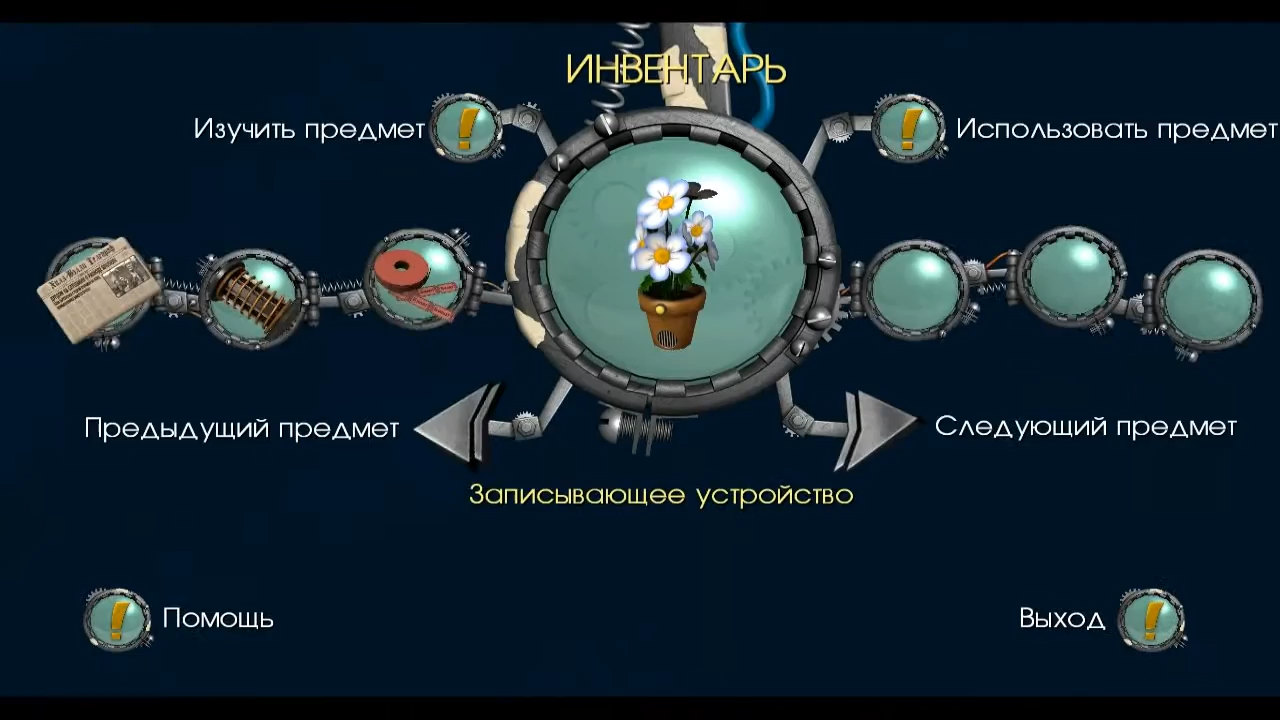 ИНВЕНТАРЬ
Изучить предмет
Использовать предмет
Предыдущий предмет
Следующий предмет
Записывающее устройство
Помощь
Выход